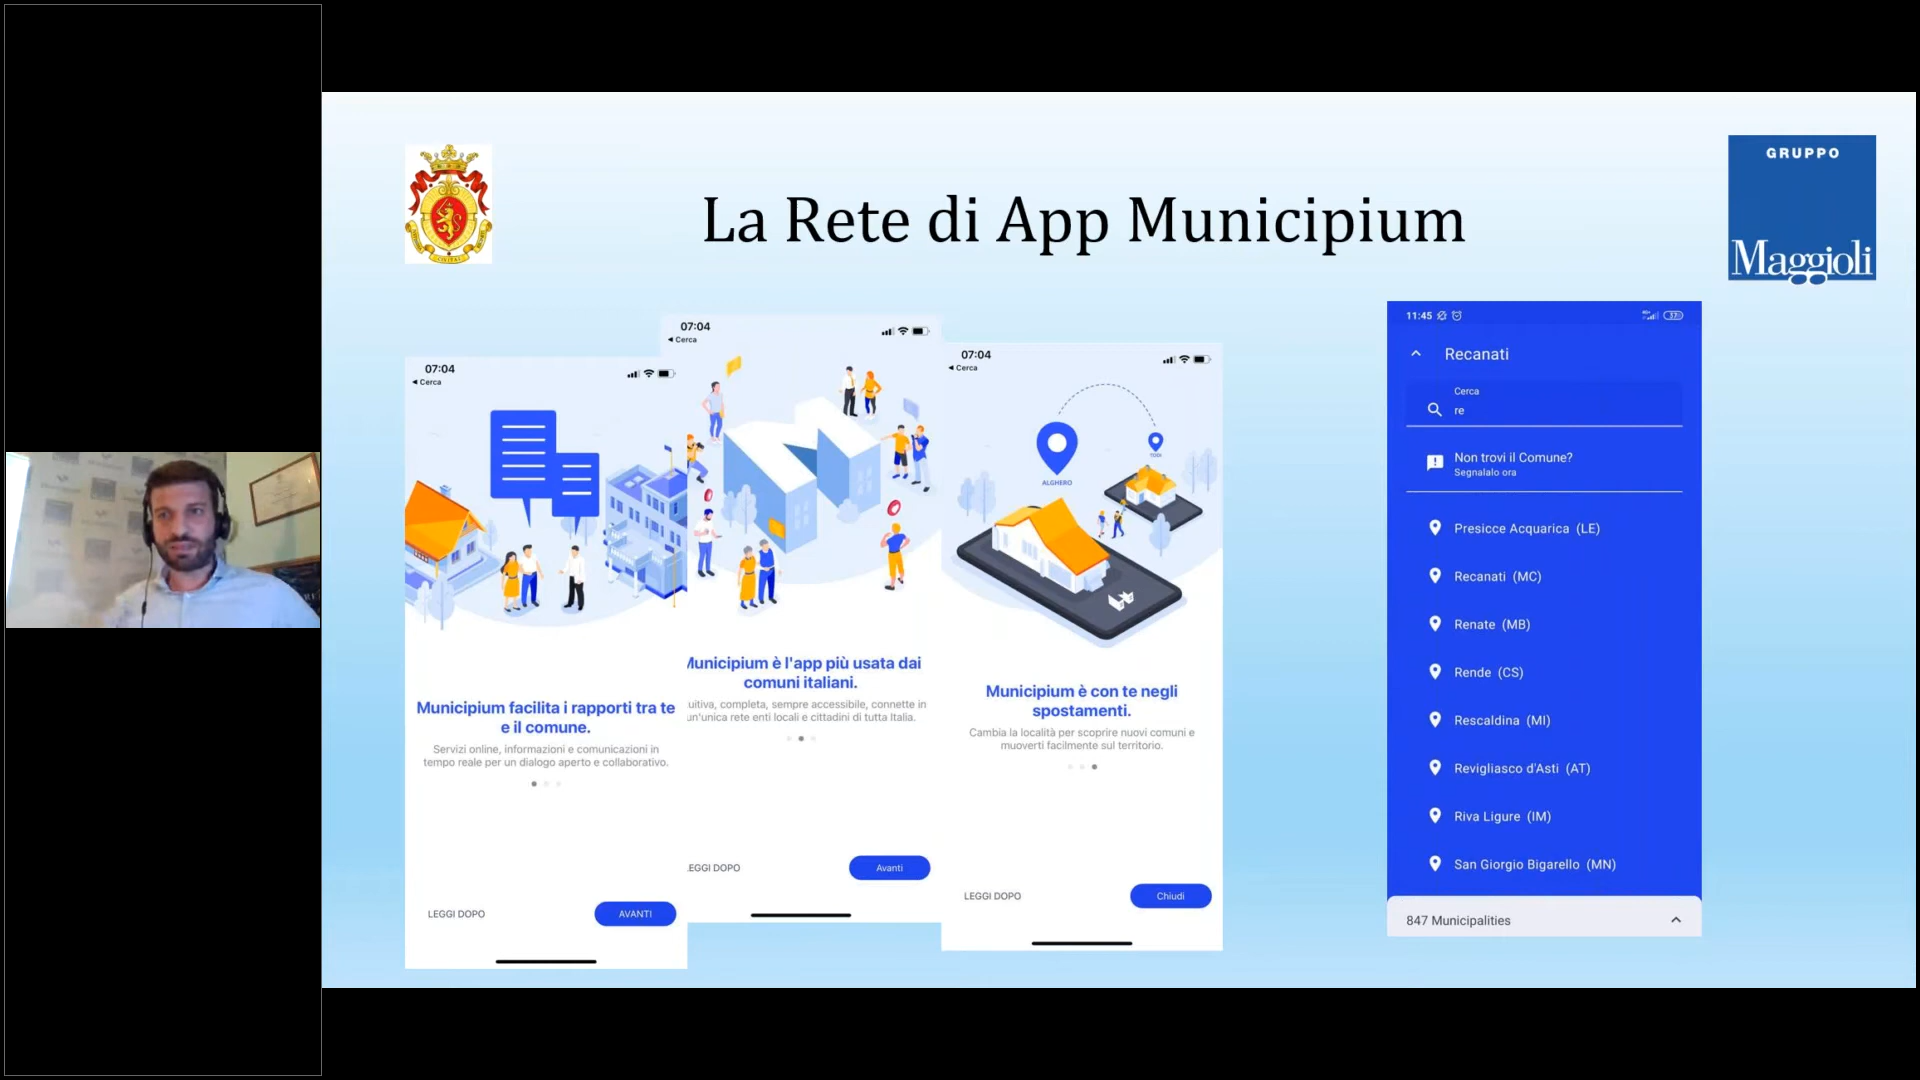 La Rete di App Municipium
GRUPPO
Maggioli
CIVITAS
07:04
Cerca
Municipium facilita i rapporti tra te
e il comune.
Servizi online, informazioni e comunicazioni in
tempo reale per un dialogo aperto e collaborativo.
LEGGI DOPO
AVANTI
07:04
Cerca
Municipium è l'app più usata dai
comuni italiani.
uitiva, completa, sempre accessibile, connette in
un'unica rete enti locali e cittadini di tutta Italia.
LEGGI DOPO
Avanti
07:04
Cerca
TODI
ALGHERO
Municipium è con te negli
spostamenti.
Cambia la località per scoprire nuovi comuni e
muoverti facilmente sul territorio.
LEGGI DOPO
Chiudi
11:45
37
Recanati
Cerca
re
Non trovi il Comune?
Segnalalo ora
Presicce Acquarica (LE)
Recanati (MC)
Renate (MB)
Rende (CS)
Rescaldina (MI)
Revigliasco d'Asti (AT)
Riva Ligure (IM)
San Giorgio Bigarello (MN)
847 Municipalities